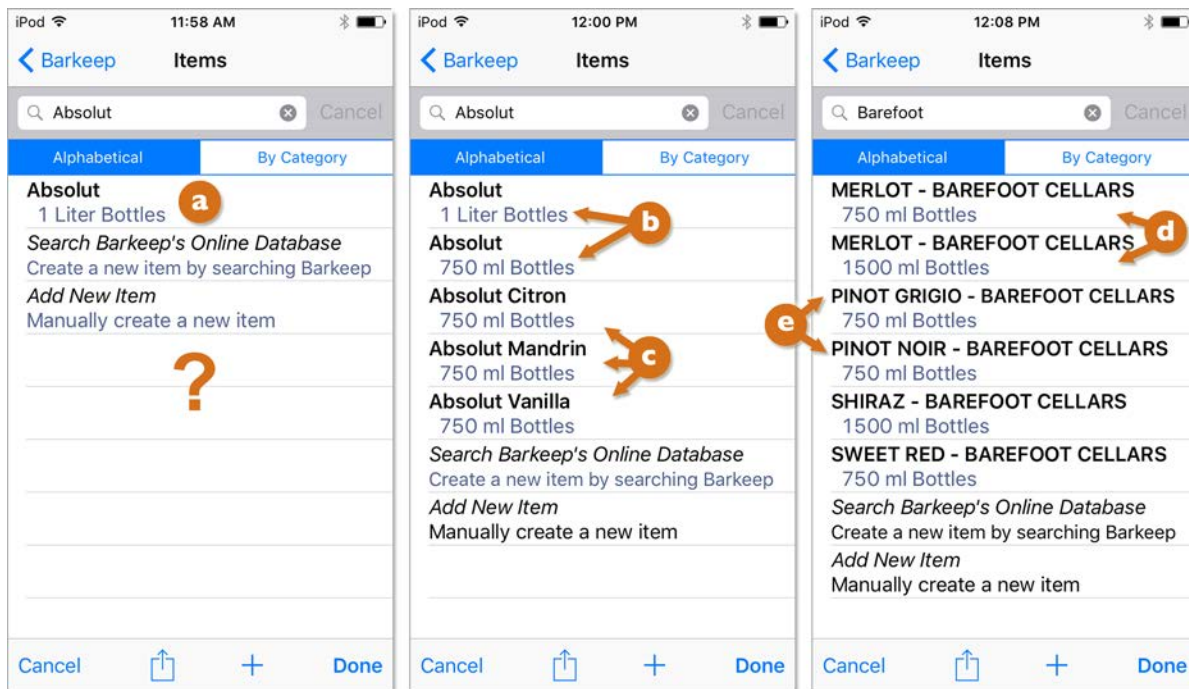 iPod 11:58 AM
Barkeep Items
Absolut Cancel
Alphabetical By Category
Absolut
1 Liter Bottles
a
Search Barkeep's Online Database
Create a new item by searching Barkeep
Add New Item
Manually create a new item
?
Cancel + Done
iPod 12:00 PM
Barkeep Items
Absolut Cancel
Alphabetical By Category
Absolut
1 Liter Bottles
b
Absolut
750 ml Bottles
Absolut Citron
750 ml Bottles
Absolut Mandrin
750 ml Bottles
c
Absolut Vanilla
750 ml Bottles
Search Barkeep's Online Database
Create a new item by searching Barkeep
Add New Item
Manually create a new item
Cancel + Done
iPod 12:08 PM
Barkeep Items
Barefoot Cancel
Alphabetical By Category
MERLOT - BAREFOOT CELLARS
750 ml Bottles
d
MERLOT - BAREFOOT CELLARS
1500 ml Bottles
PINOT GRIGIO - BAREFOOT CELLARS
750 ml Bottles
e
PINOT NOIR - BAREFOOT CELLARS
750 ml Bottles
SHIRAZ - BAREFOOT CELLARS
1500 ml Bottles
SWEET RED - BAREFOOT CELLARS
750 ml Bottles
Search Barkeep's Online Database
Create a new item by searching Barkeep
Add New Item
Manually create a new item
Cancel + Done